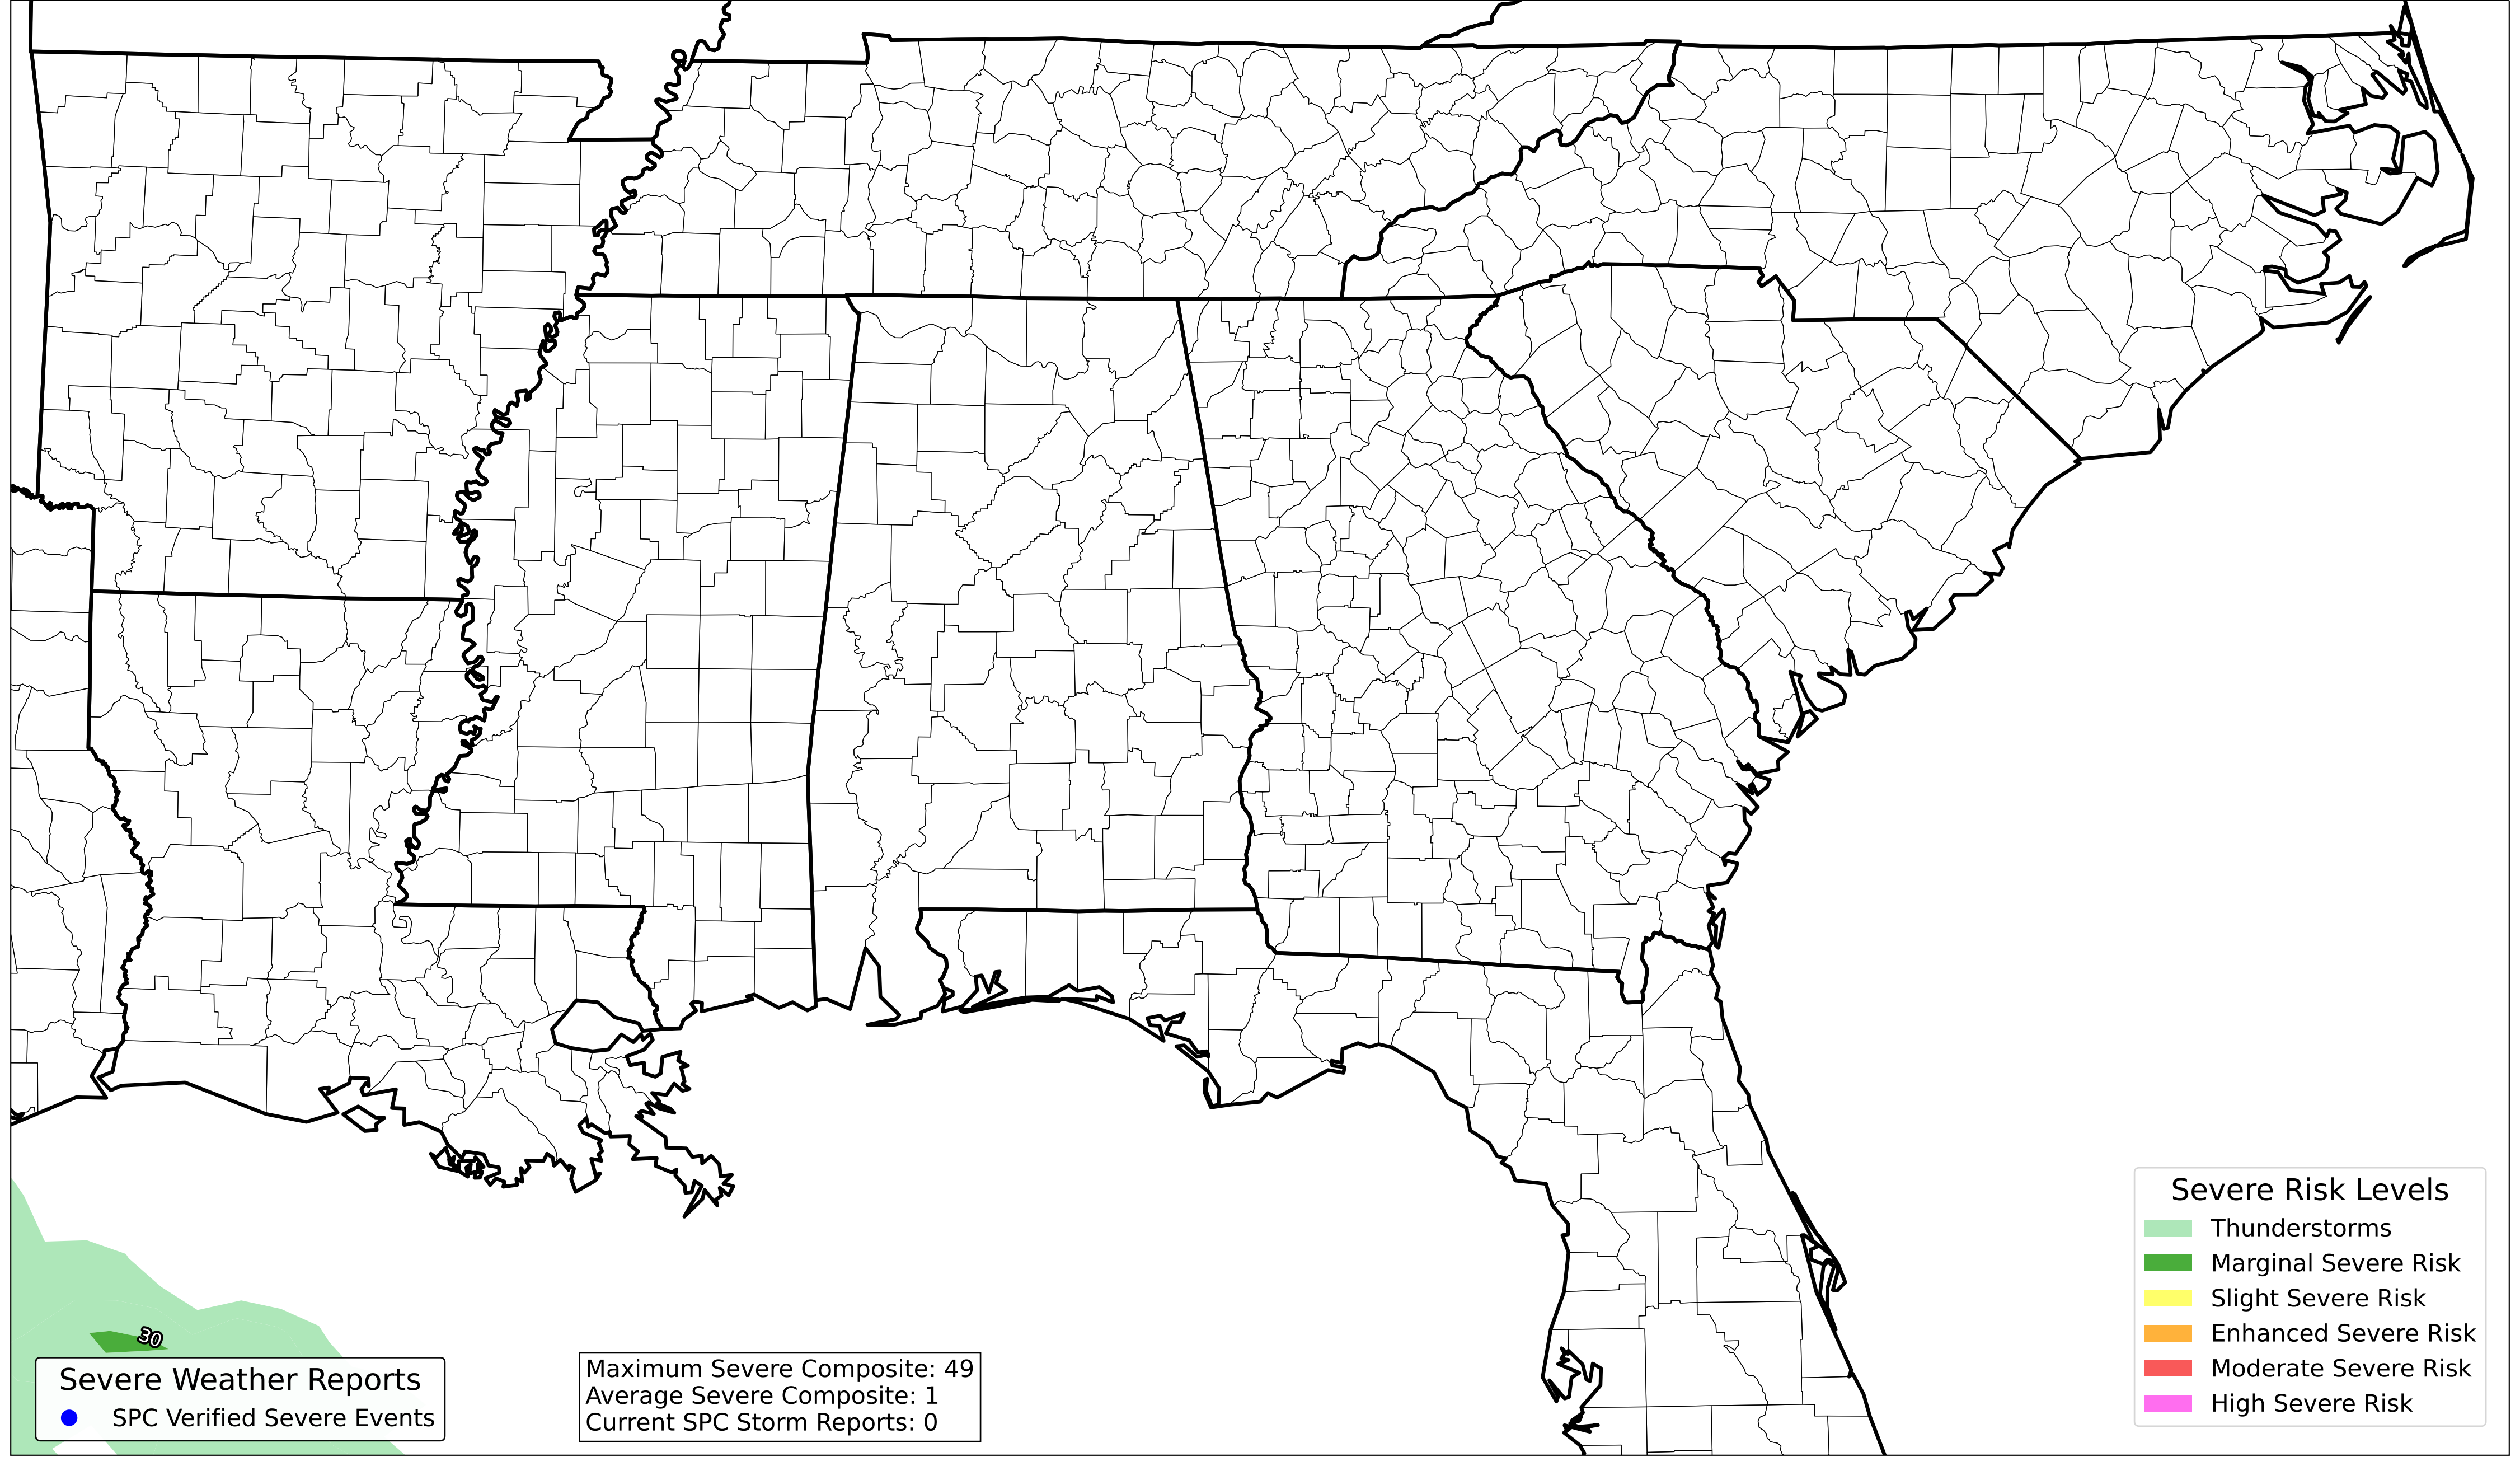 30
Severe Weather Reports
SPC Verified Severe Events
Maximum Severe Composite: 49
Average Severe Composite: 1
Current SPC Storm Reports: 0
Severe Risk Levels
Thunderstorms
Marginal Severe Risk
Slight Severe Risk
Enhanced Severe Risk
Moderate Severe Risk
High Severe Risk